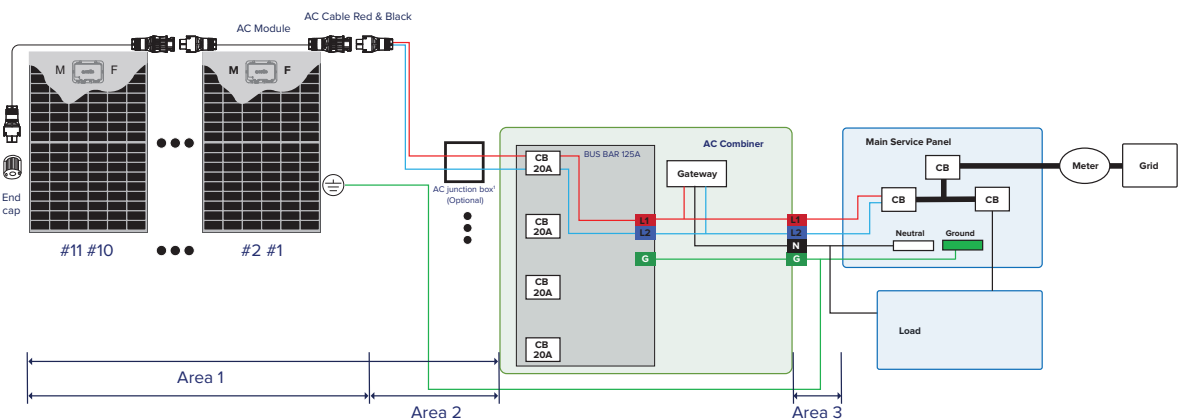 AC Cable Red & Black
AC Module
M F
M F
End
cap
#11 #10
#2 #1
AC junction box¹
(Optional)
AC Combiner
BUS BAR 125A
CB
20A
CB
20A
CB
20A
CB
20A
Gateway
L1
L2
G
L1
L2
N
G
Main Service Panel
CB
CB
CB
Neutral
Ground
Meter
Grid
Load
Area 1
Area 2
Area 3